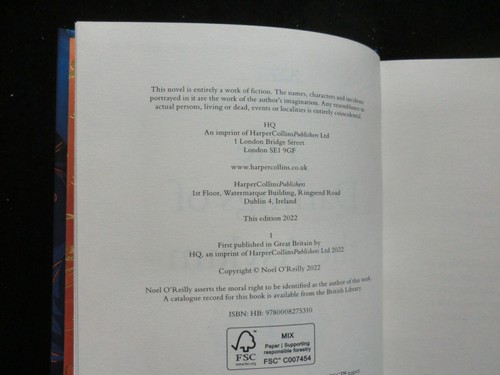 This novel is entirely a work of fiction. The names, characters and incidents
portrayed in it are the work of the author's imagination. Any resemblance to
actual persons, living or dead, events or localities is entirely coincidental.
HQ
An imprint of HarperCollinsPublishers Ltd
1 London Bridge Street
London SE1 9GF
www.harpercollins.co.uk
HarperCollinsPublishers
1st Floor, Watermarque Building, Ringsend Road
Dublin 4, Ireland
This edition 2022
1
First published in Great Britain by
HQ, an imprint of HarperCollinsPublishers Ltd 2022
Copyright © Noel O'Reilly 2022
Noel O'Reilly asserts the moral right to be identified as the author of this work.
A catalogue record for this book is available from the British Library.
ISBN: HB: 9780008275310
FSC
www.fsc.org
MIX
Paper | Supporting
responsible forestry
FSC™ C007454